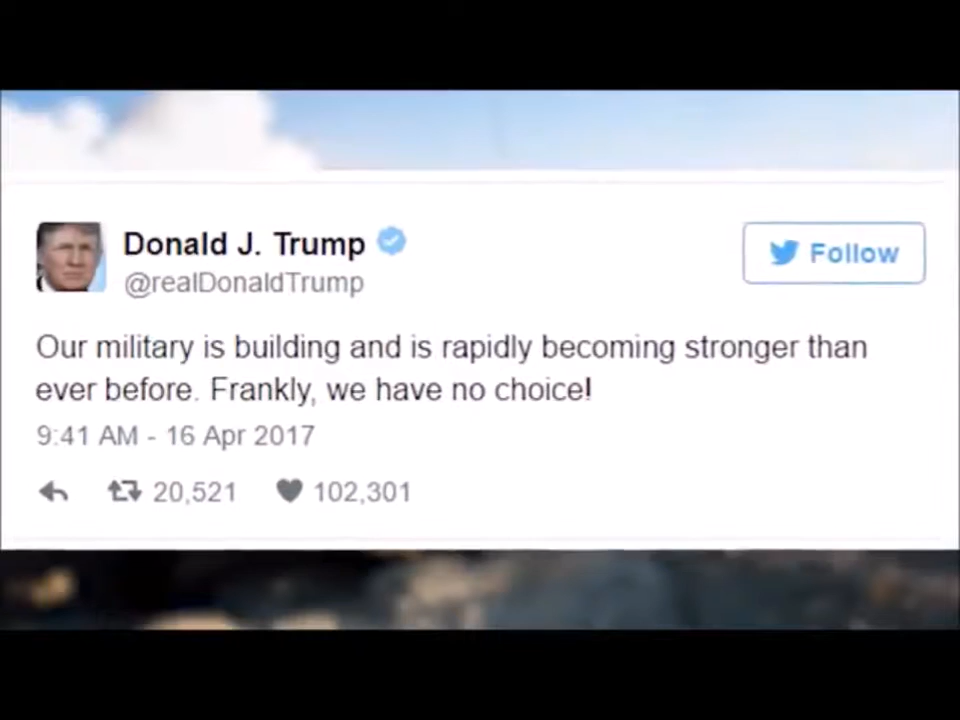 Donald J. Trump
@realDonaldTrump
Follow
Our military is building and is rapidly becoming stronger than
ever before. Frankly, we have no choice!
9:41 AM - 16 Apr 2017
20,521 102,301